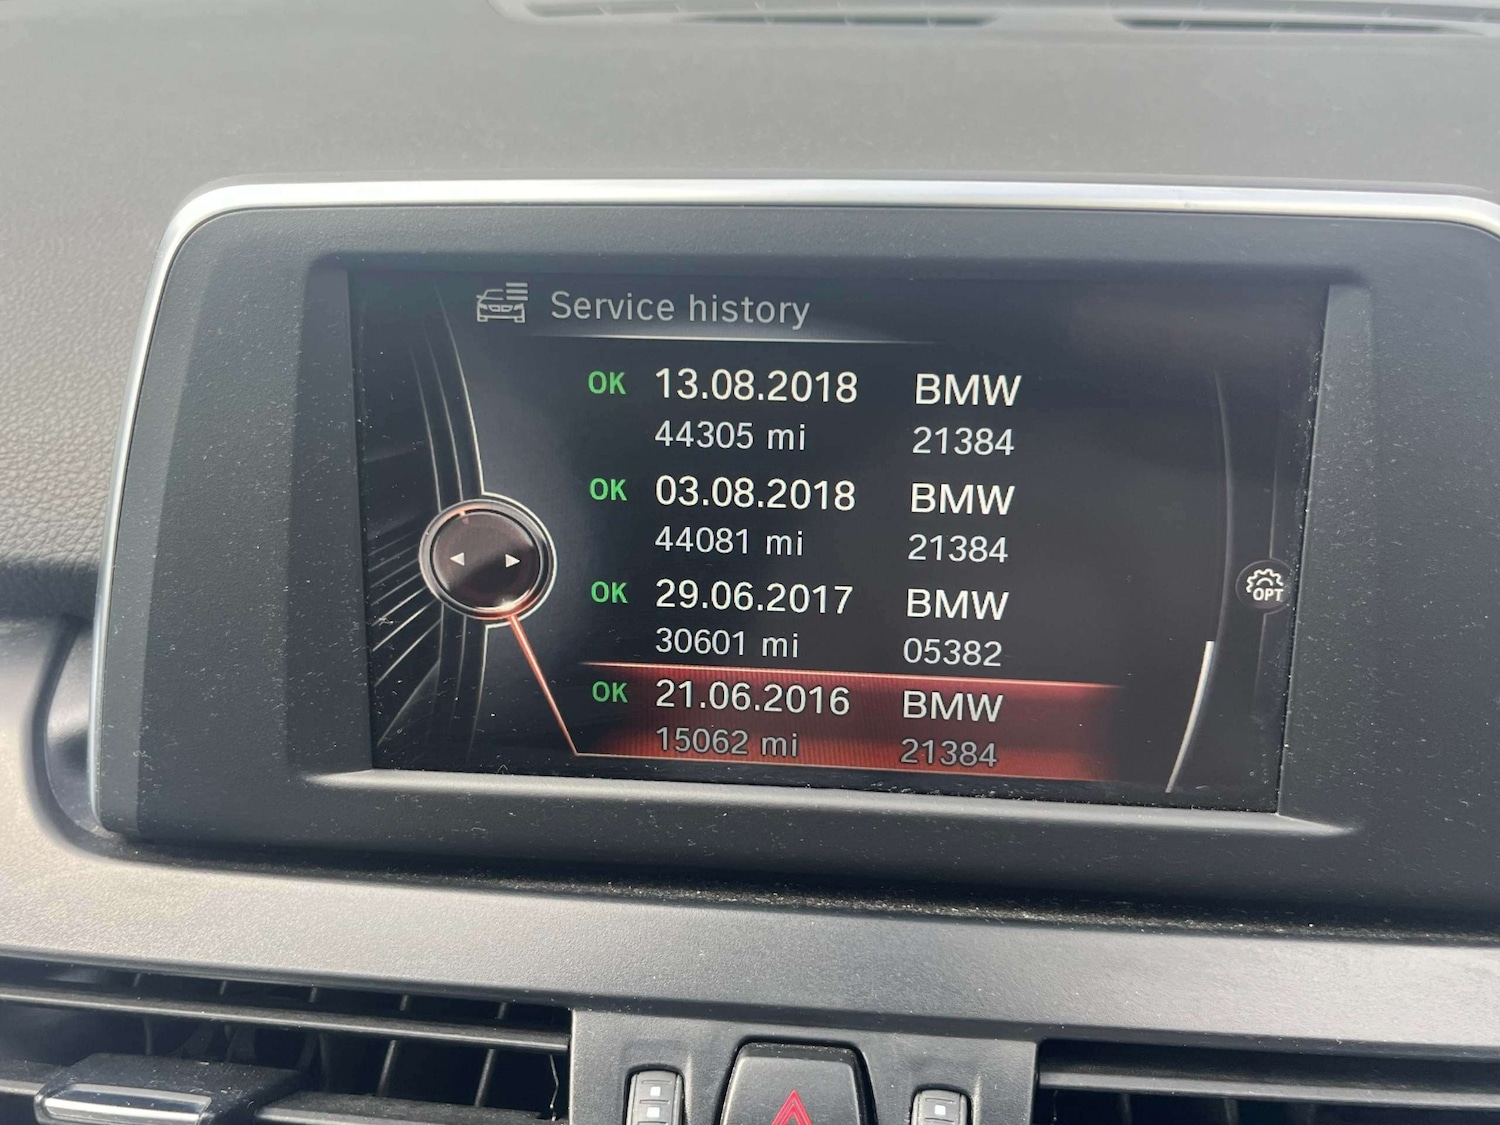 Service history
OK 13.08.2018 BMW
44305 mi 21384
OK 03.08.2018 BMW
44081 mi 21384
OK 29.06.2017 BMW
30601 mi 05382
OK 21.06.2016 BMW
15062 mi 21384
OPT